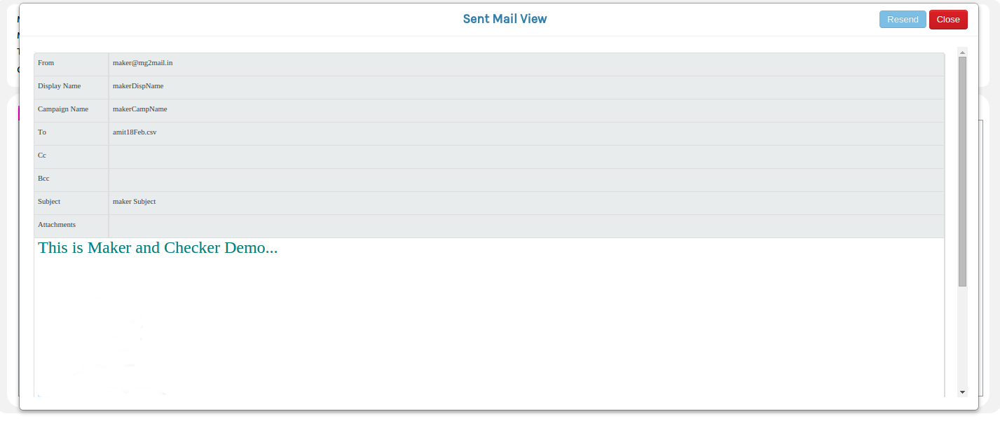 Sent Mail View
Resend
Close
From maker@mg2mail.in
Display Name makerDispName
Campaign Name makerCampName
To amit18Feb.csv
Cc
Bcc
Subject maker Subject
Attachments
This is Maker and Checker Demo...